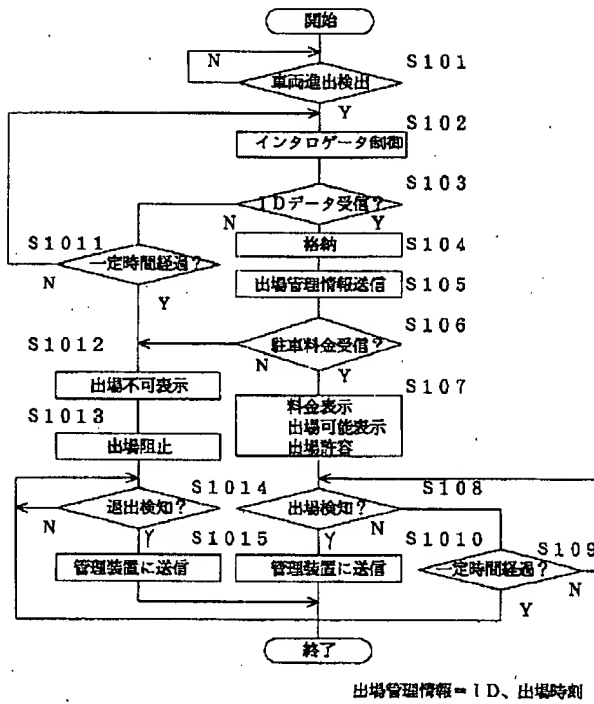 開始
N
S101
車両進出検出
Y
S102
インタロゲータ制御
S103
IDデータ受信?
N
Y
S1011
格納
S104
一定時間経過?
N
Y
出場管理情報送信
S105
S106
S1012
駐車料金受信?
N
Y
S107
出場不可表示
料金表示
出場可能表示
出場許容
S1013
出場阻止
S1014
S108
退出検知?
出場検知?
N
N
Y
S1015
Y
S1010
S109
管理装置に送信
管理装置に送信
一定時間経過?
N
Y
終了
出場管理情報=ID、出場時刻